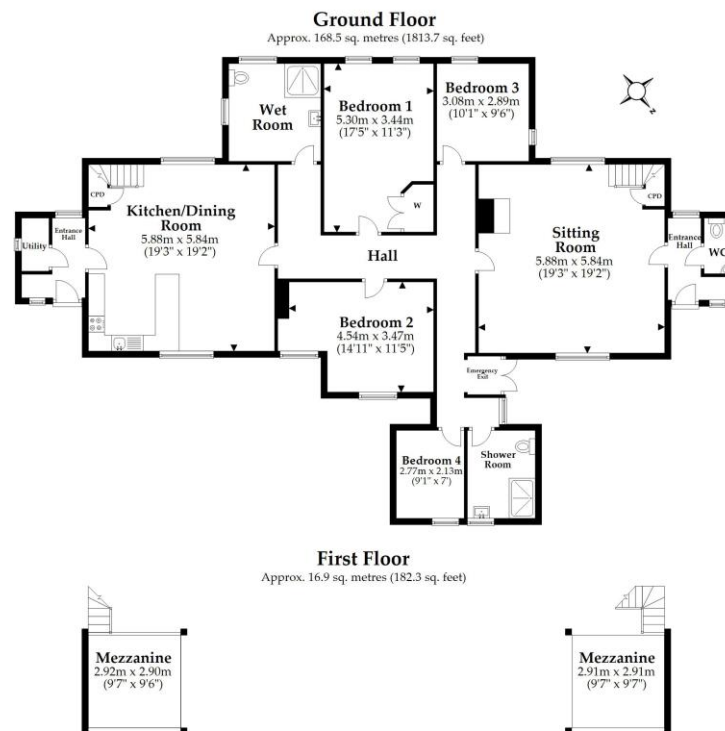 Ground Floor
Approx. 168.5 sq. metres (1813.7 sq. feet)
Wet
Room
Bedroom 1
5.30m x 3.44m
(17'5" x 11'3")
Bedroom 3
3.08m x 2.89m
(10'1" x 9'6")
N
CPD
Kitchen/Dining
Room
5.88m x 5.84m
(19'3" x 19'2")
Utility
Entrance
Hall
W
Hall
CPD
Sitting
Room
5.88m x 5.84m
(19'3" x 19'2")
Entrance
Hall
WC
Bedroom 2
4.54m x 3.47m
(14'11" x 11'5")
Emergency
Exit
Bedroom 4
2.77m x 2.13m
(9'1" x 7')
Shower
Room
First Floor
Approx. 16.9 sq. metres (182.3 sq. feet)
Mezzanine
2.92m x 2.90m
(9'7" x 9'6")
Mezzanine
2.91m x 2.91m
(9'7" x 9'7")